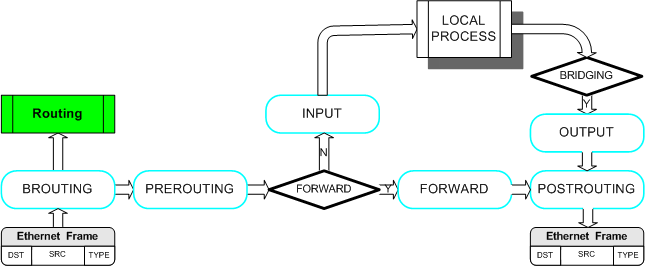 LOCAL
PROCESS
BRIDGING
Y
Routing
INPUT
OUTPUT
N
BROUTING
PREROUTING
FORWARD
Y
FORWARD
POSTROUTING
Ethernet Frame
DST
SRC
TYPE
Ethernet Frame
DST
SRC
TYPE